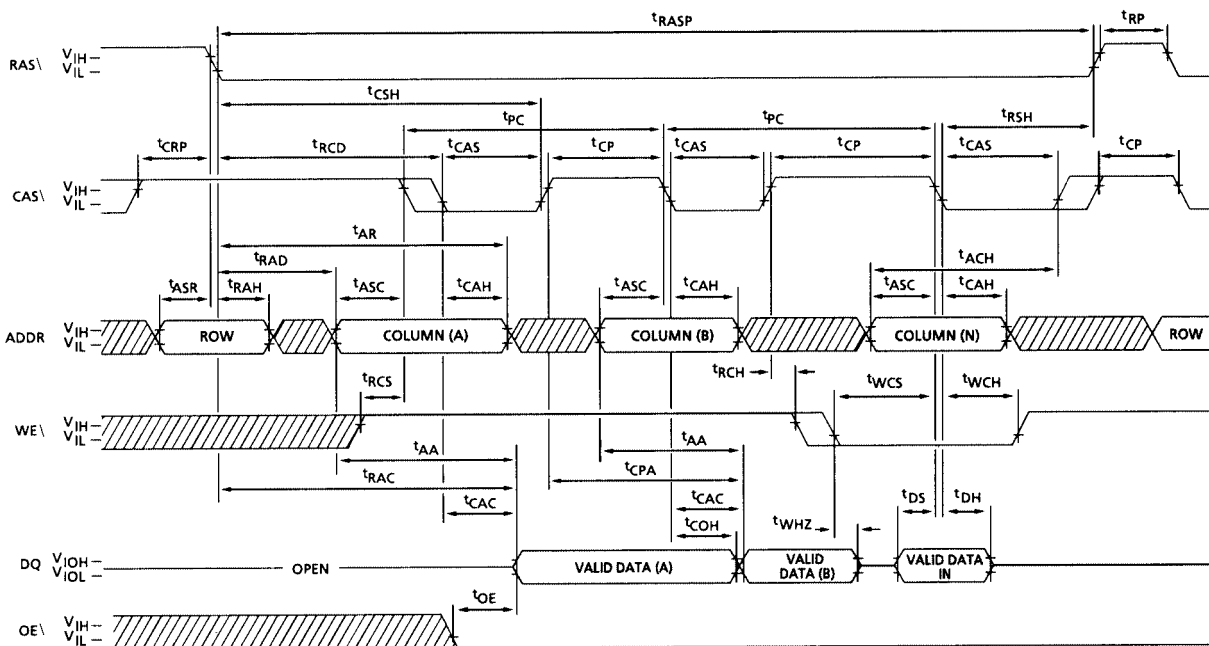 tRASP
tRP
RAS\ VIH
VIL
tCSH
tPC
tPC
tRSH
tCRP
tRCD
tCAS
tCP
tCAS
tCP
tCAS
tCP
CAS\ VIH
VIL
tAR
tRAD
tACH
tASR
tRAH
tASC
tCAH
tASC
tCAH
tASC
tCAH
ADDR VIH
VIL
ROW
COLUMN (A)
COLUMN (B)
COLUMN (N)
ROW
tRCS
tRCH
tWCS
tWCH
WE\ VIH
VIL
tAA
tAA
tRAC
tCPA
tCAC
tCAC
tDS
tDH
tCOH
tWHZ
DQ VIOH
VIOL
OPEN
VALID DATA (A)
VALID
DATA (B)
VALID DATA
IN
tOE
OE\ VIH
VIL